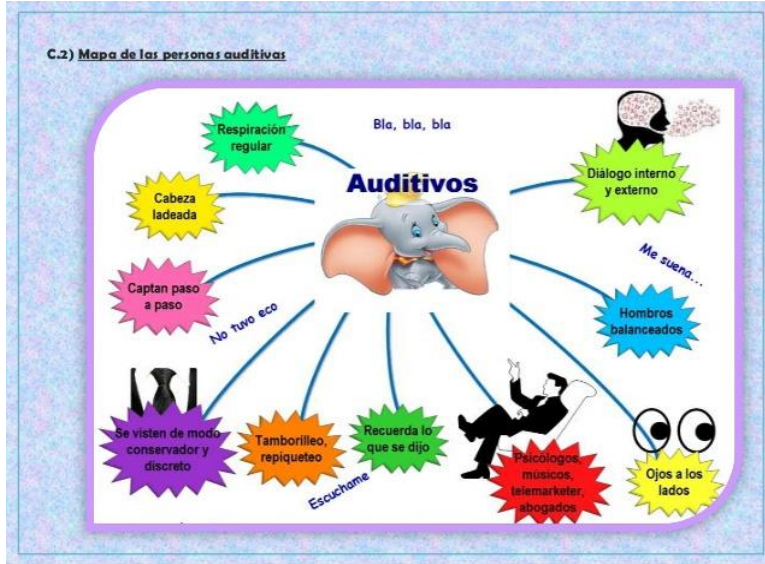 C.2) Mapa de las personas auditivas
Bla, bla, bla
Respiración
regular
Auditivos
Diálogo interno
y externo
Cabeza
ladeada
Me suena...
Captan paso
a paso
No tuvo eco
Hombros
balanceados
Se visten de modo
conservador y
discreto
Tamborilleo,
repiqueteo
Recuerda lo
que se dijo
Escuchame
Psicólogos,
músicos,
telemarketer,
abogados
Ojos a los
lados